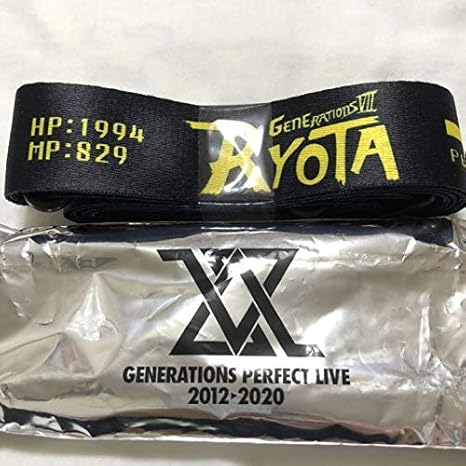 HP:1994
MP:829
GENERATIONS VII
RYOTA
GENERATIONS PERFECT LIVE
2012▶2020